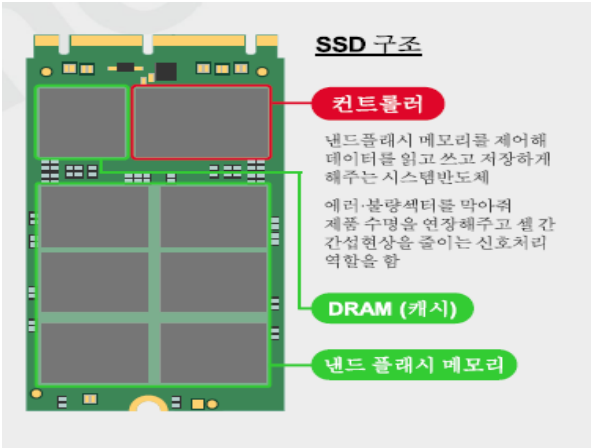 SSD 구조
컨트롤러
낸드플래시 메모리를 제어해
데이터를 읽고 쓰고 저장하게
해주는 시스템반도체
에러·불량섹터를 막아줘
제품 수명을 연장해주고 셀 간
간섭현상을 줄이는 신호처리
역할을 함
DRAM (캐시)
낸드 플래시 메모리